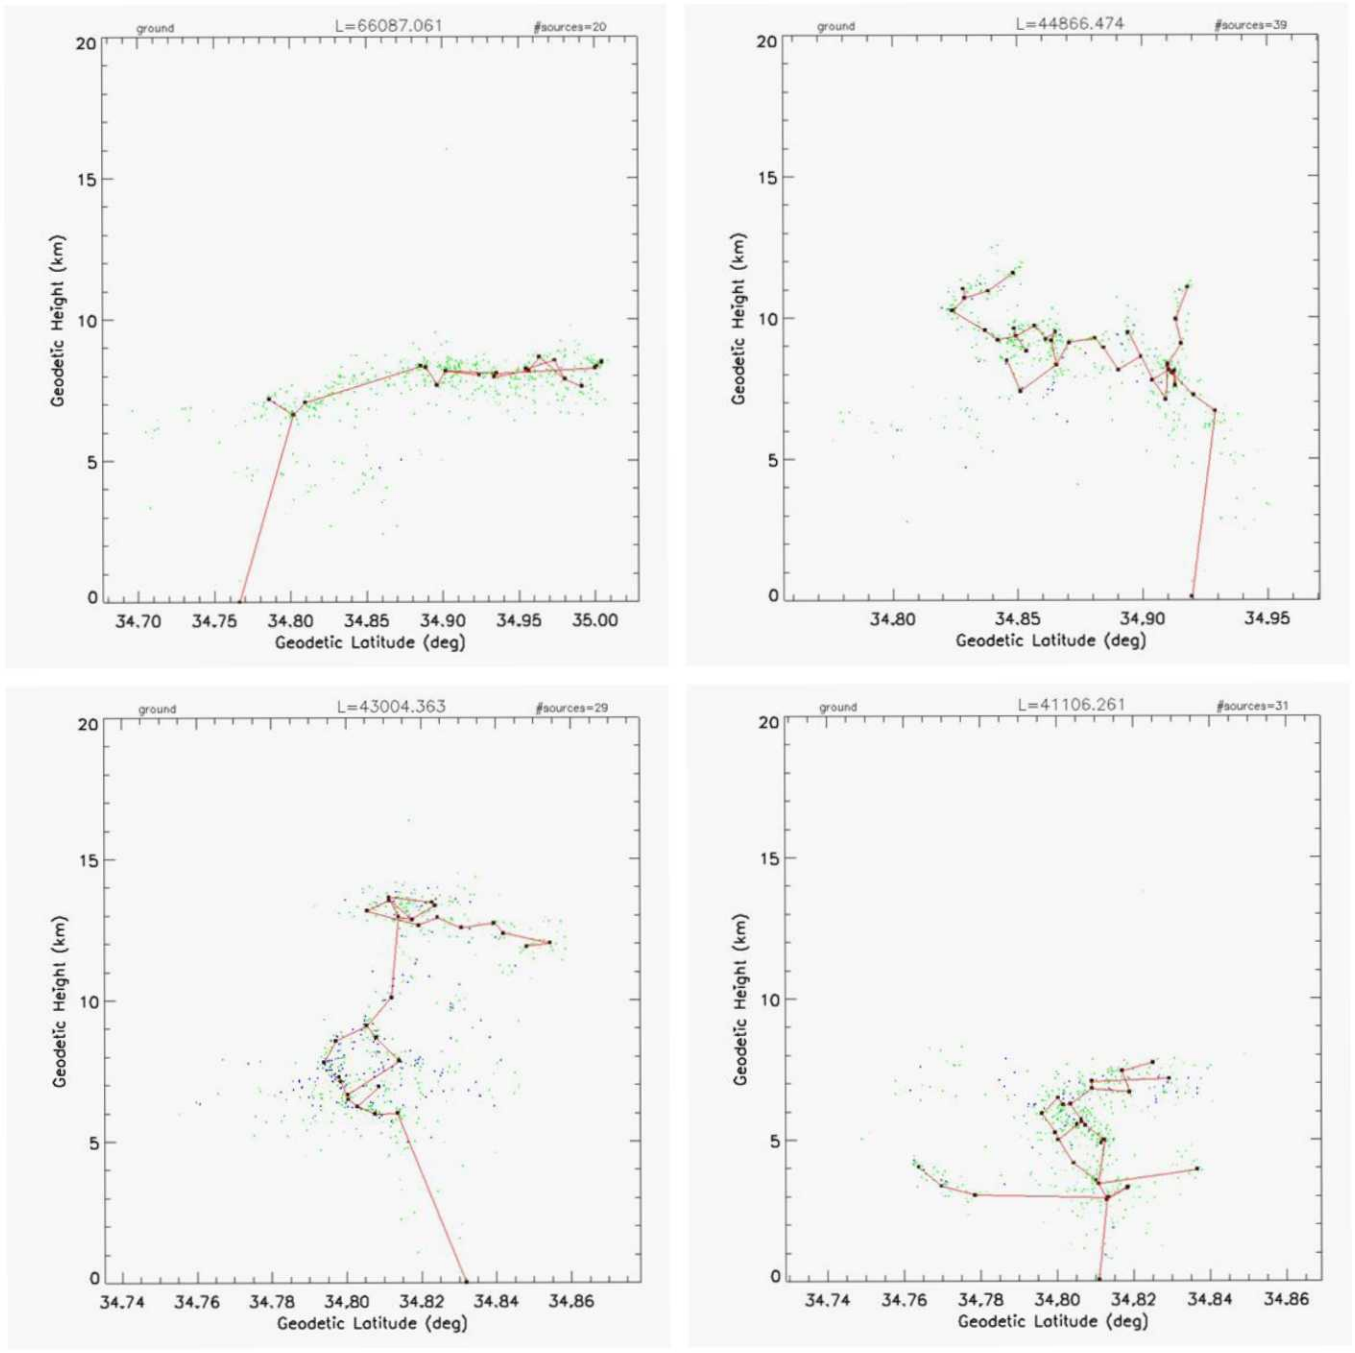 ground L=66087.061 #sources=20
20
15
10
5
0
Geodetic Height (km)
34.70 34.75 34.80 34.85 34.90 34.95 35.00
Geodetic Latitude (deg)
ground L=44866.474 #sources=39
20
15
10
5
0
Geodetic Height (km)
34.80 34.85 34.90 34.95
Geodetic Latitude (deg)
ground L=43004.363 #sources=29
20
15
10
5
0
Geodetic Height (km)
34.74 34.76 34.78 34.80 34.82 34.84 34.86
Geodetic Latitude (deg)
ground L=41106.261 #sources=31
20
15
10
5
0
Geodetic Height (km)
34.74 34.76 34.78 34.80 34.82 34.84 34.86
Geodetic Latitude (deg)